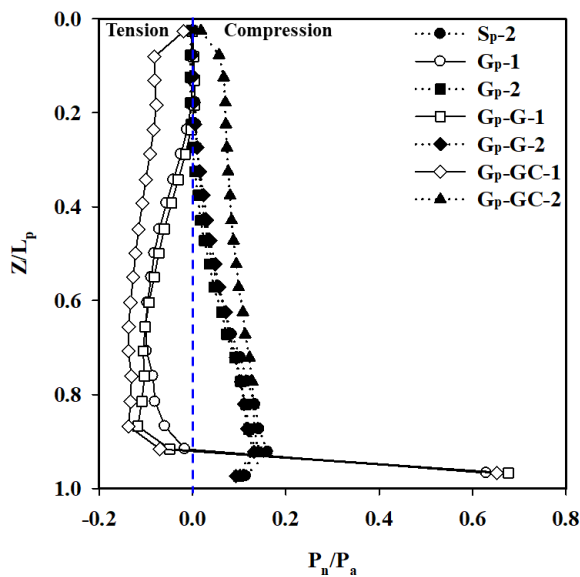 0.0
0.2
0.4
0.6
0.8
1.0
Z/Lp
Tension
Compression
Sp-2
Gp-1
Gp-2
Gp-G-1
Gp-G-2
Gp-GC-1
Gp-GC-2
-0.2
0.0
0.2
0.4
0.6
0.8
Pn/Pa